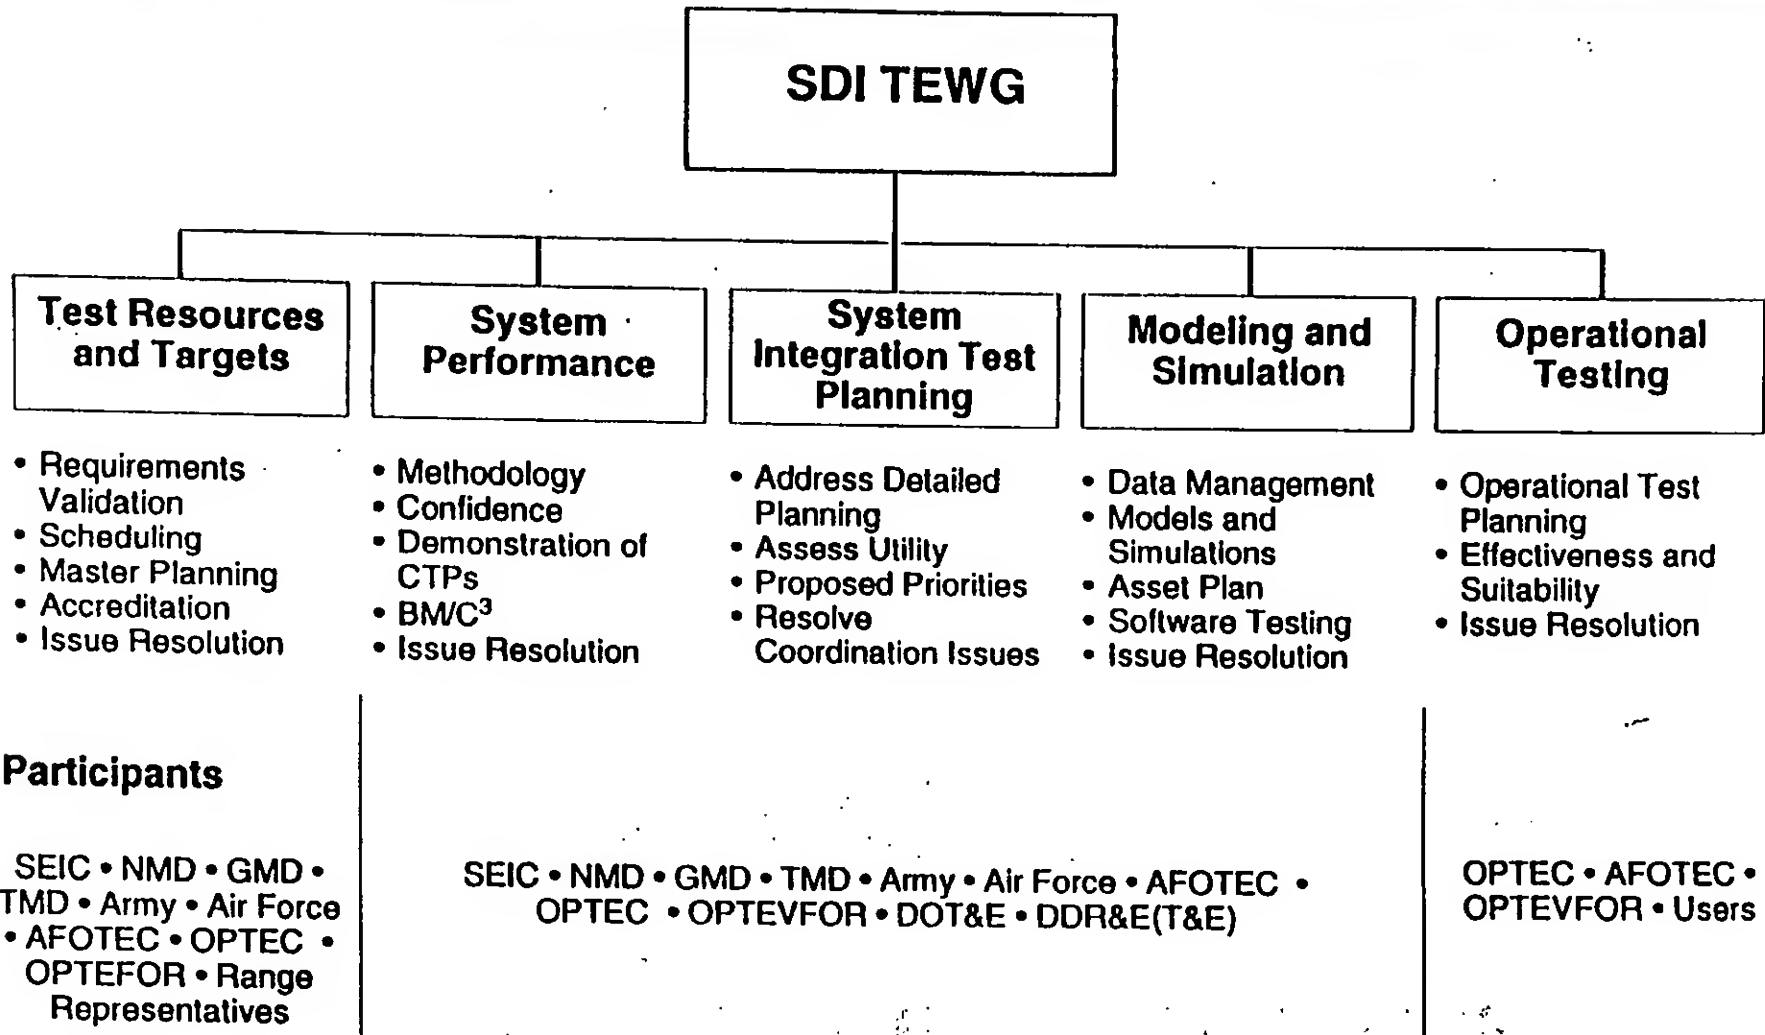 SDI TEWG
Test Resources
and Targets
System
Performance
System
Integration Test
Planning
Modeling and
Simulation
Operational
Testing
• Requirements
Validation
• Scheduling
• Master Planning
• Accreditation
• Issue Resolution
• Methodology
• Confidence
• Demonstration of
CTPs
• BM/C³
• Issue Resolution
• Address Detailed
Planning
• Assess Utility
• Proposed Priorities
• Resolve
Coordination Issues
• Data Management
• Models and
Simulations
• Asset Plan
• Software Testing
• Issue Resolution
• Operational Test
Planning
• Effectiveness and
Suitability
• Issue Resolution
Participants
SEIC • NMD • GMD •
TMD • Army • Air Force
• AFOTEC • OPTEC •
OPTEFOR • Range
Representatives
SEIC • NMD • GMD • TMD • Army • Air Force • AFOTEC •
OPTEC • OPTEVFOR • DOT&E • DDR&E(T&E)
OPTEC • AFOTEC •
OPTEVFOR • Users